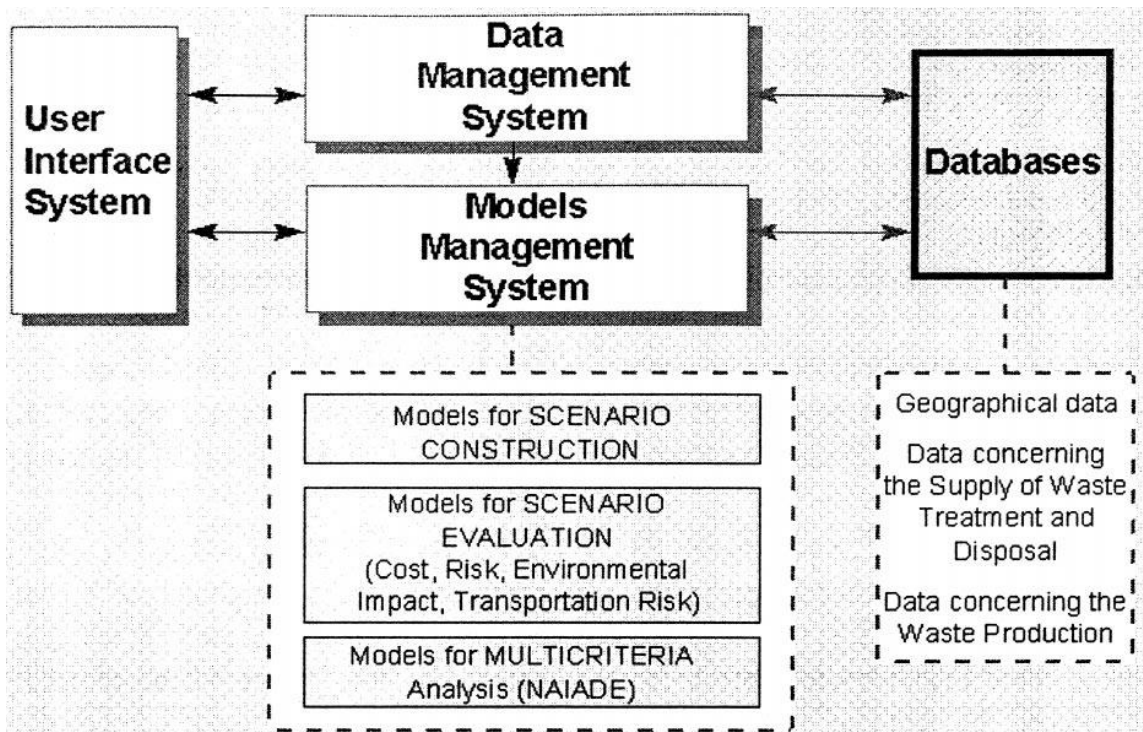 User
Interface
System
Data
Management
System
Models
Management
System
Databases
Models for SCENARIO
CONSTRUCTION
Models for SCENARIO
EVALUATION
(Cost, Risk, Environmental
Impact, Transportation Risk)
Models for MULTICRITERIA
Analysis (NAIADE)
Geographical data
Data concerning
the Supply of Waste
Treatment and
Disposal
Data concerning the
Waste Production